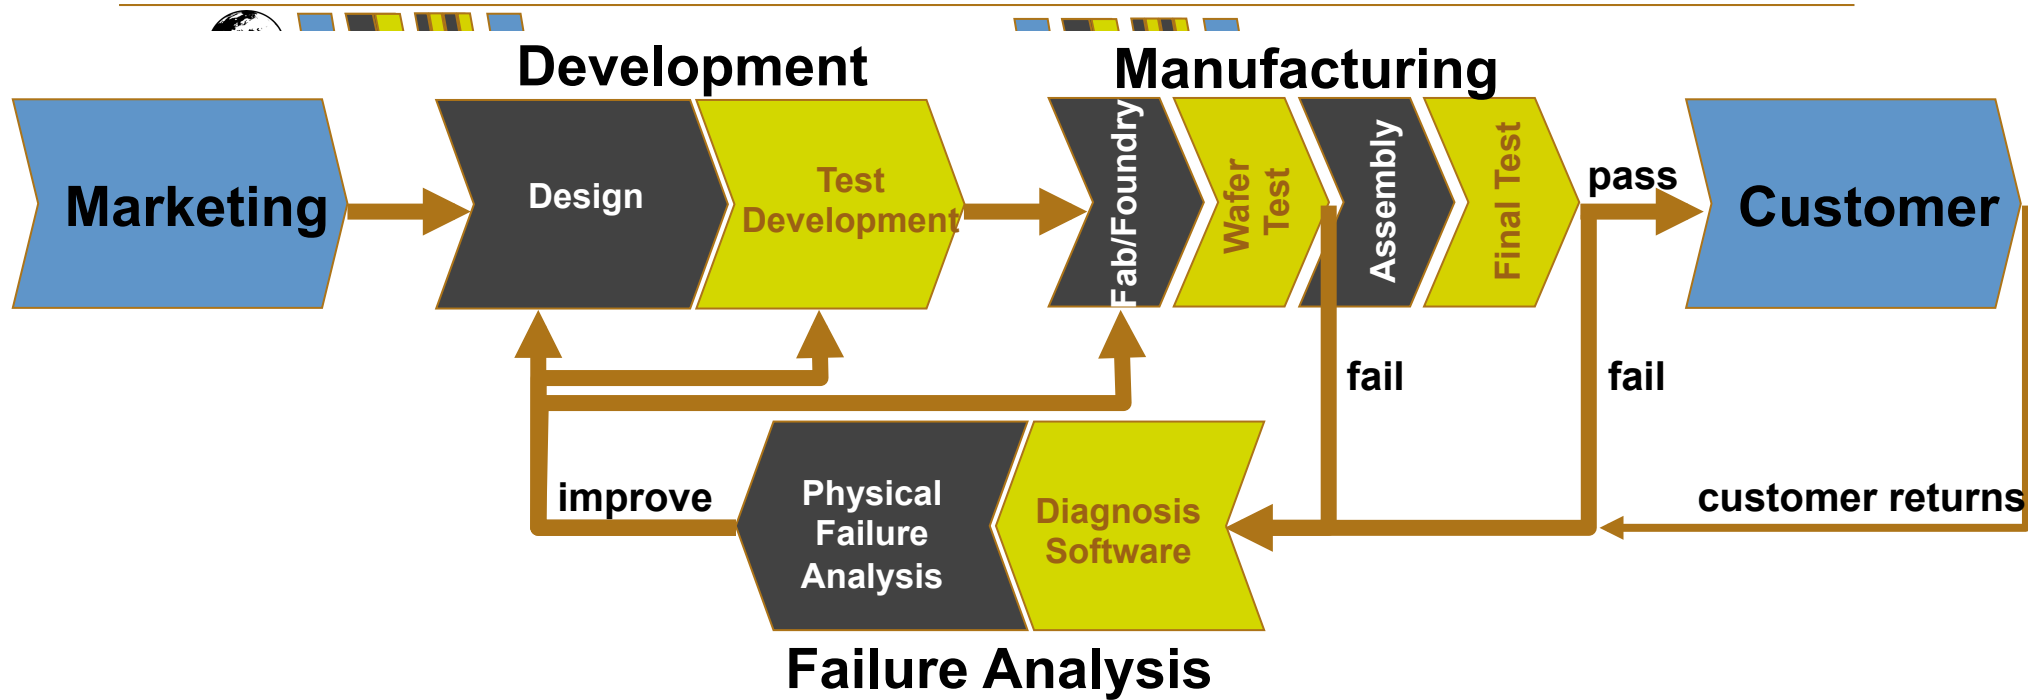 Development
Manufacturing
Marketing
Design
Test
Development
Fab/Foundry
Wafer
Test
Assembly
Final Test
pass
Customer
fail
fail
improve
Physical
Failure
Analysis
Diagnosis
Software
customer returns
Failure Analysis